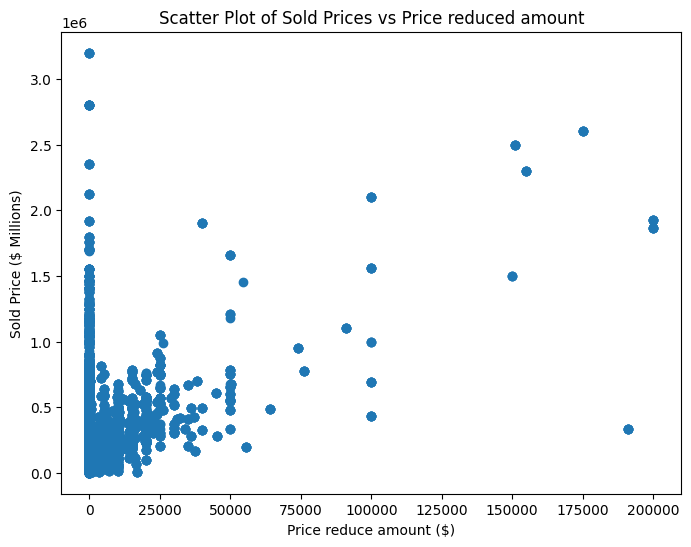 Scatter Plot of Sold Prices vs Price reduced amount
1e6
3.0
2.5
2.0
1.5
1.0
0.5
0.0
Sold Price ($ Millions)
0 25000 50000 75000 100000 125000 150000 175000 200000
Price reduce amount ($)